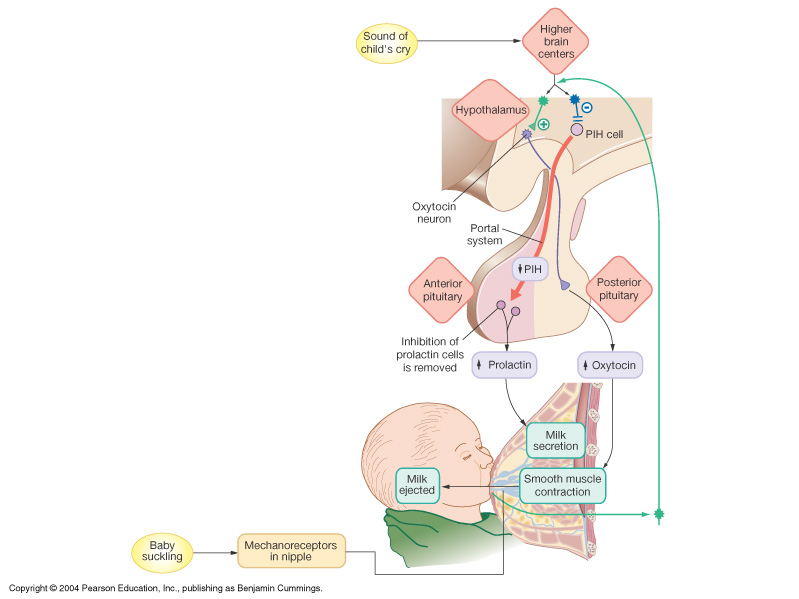 Sound of
child's cry
Higher
brain
centers
Hypothalamus
−
+
PIH cell
Oxytocin
neuron
Portal
system
PIH
Anterior
pituitary
Posterior
pituitary
Inhibition of
prolactin cells
is removed
Prolactin
Oxytocin
Milk
secretion
Milk
ejected
Smooth muscle
contraction
Baby
suckling
Mechanoreceptors
in nipple
Copyright © 2004 Pearson Education, Inc., publishing as Benjamin Cummings.